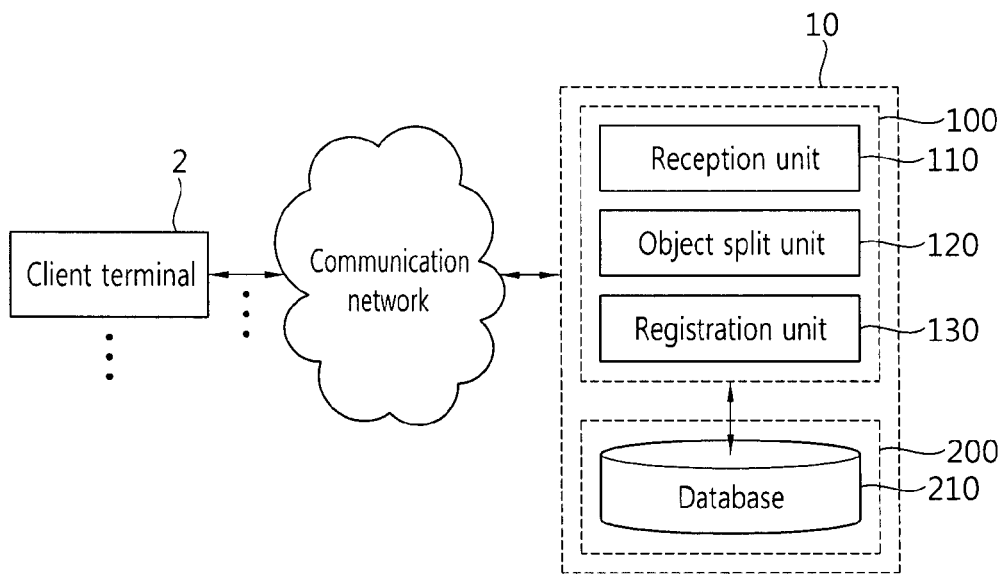 10
100
Reception unit
110
2
Object split unit
120
Client terminal
Communication
network
Registration unit
130
200
Database
210